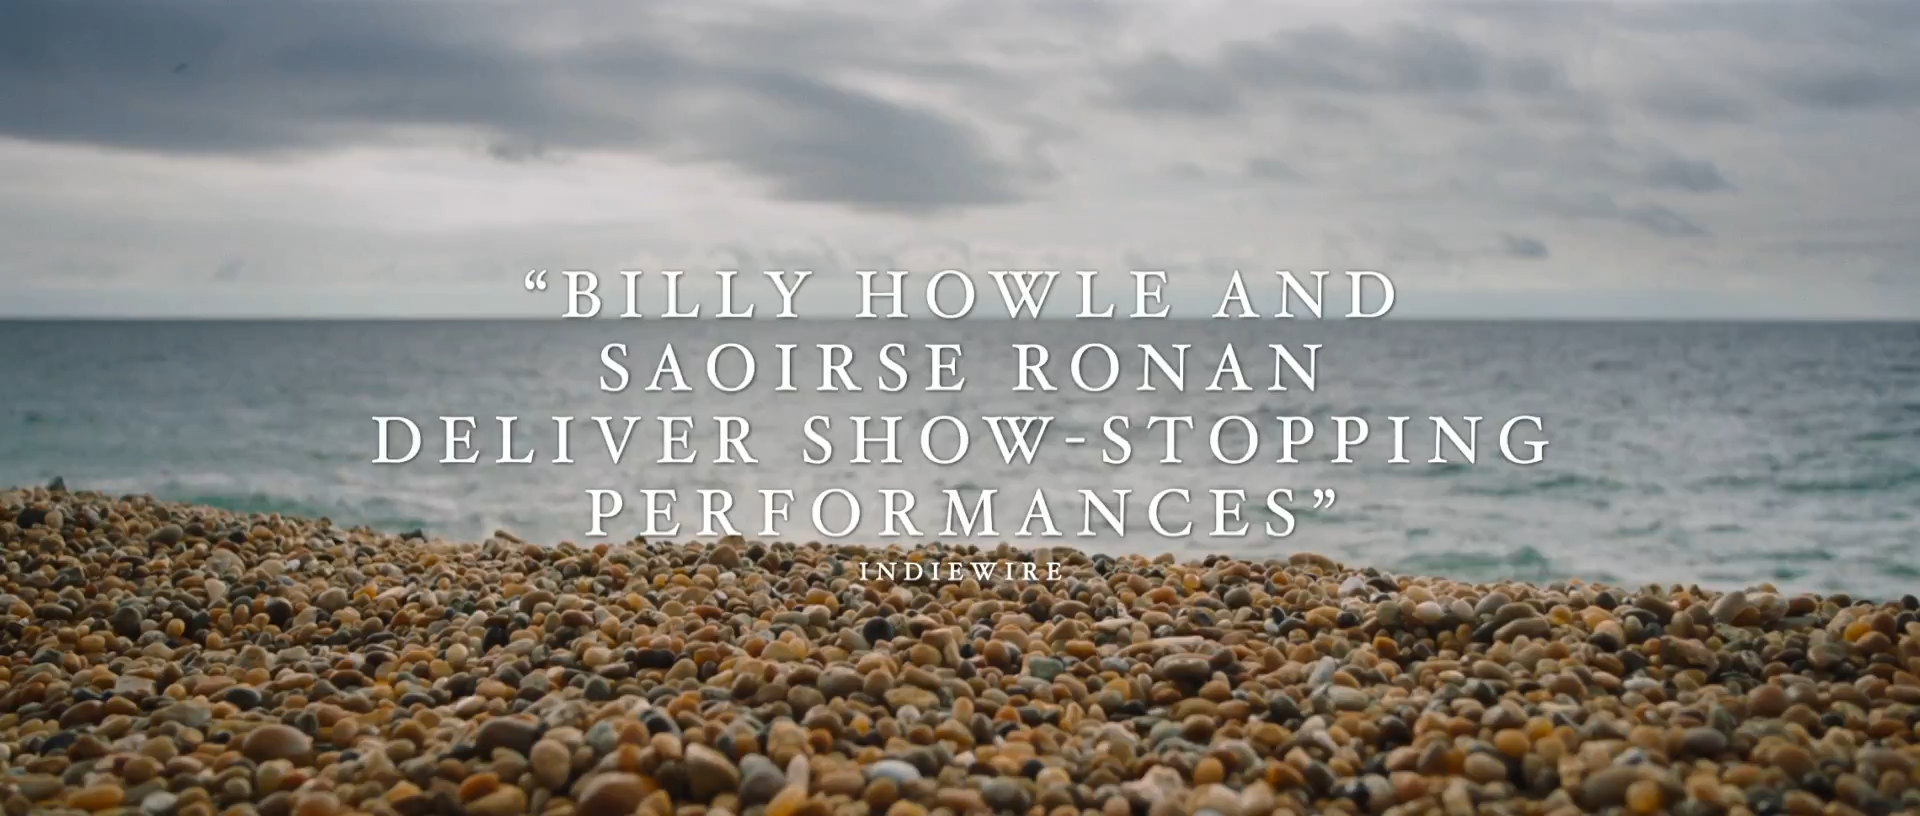 “BILLY HOWLE AND
SAOIRSE RONAN
DELIVER SHOW-STOPPING
PERFORMANCES”
INDIEWIRE